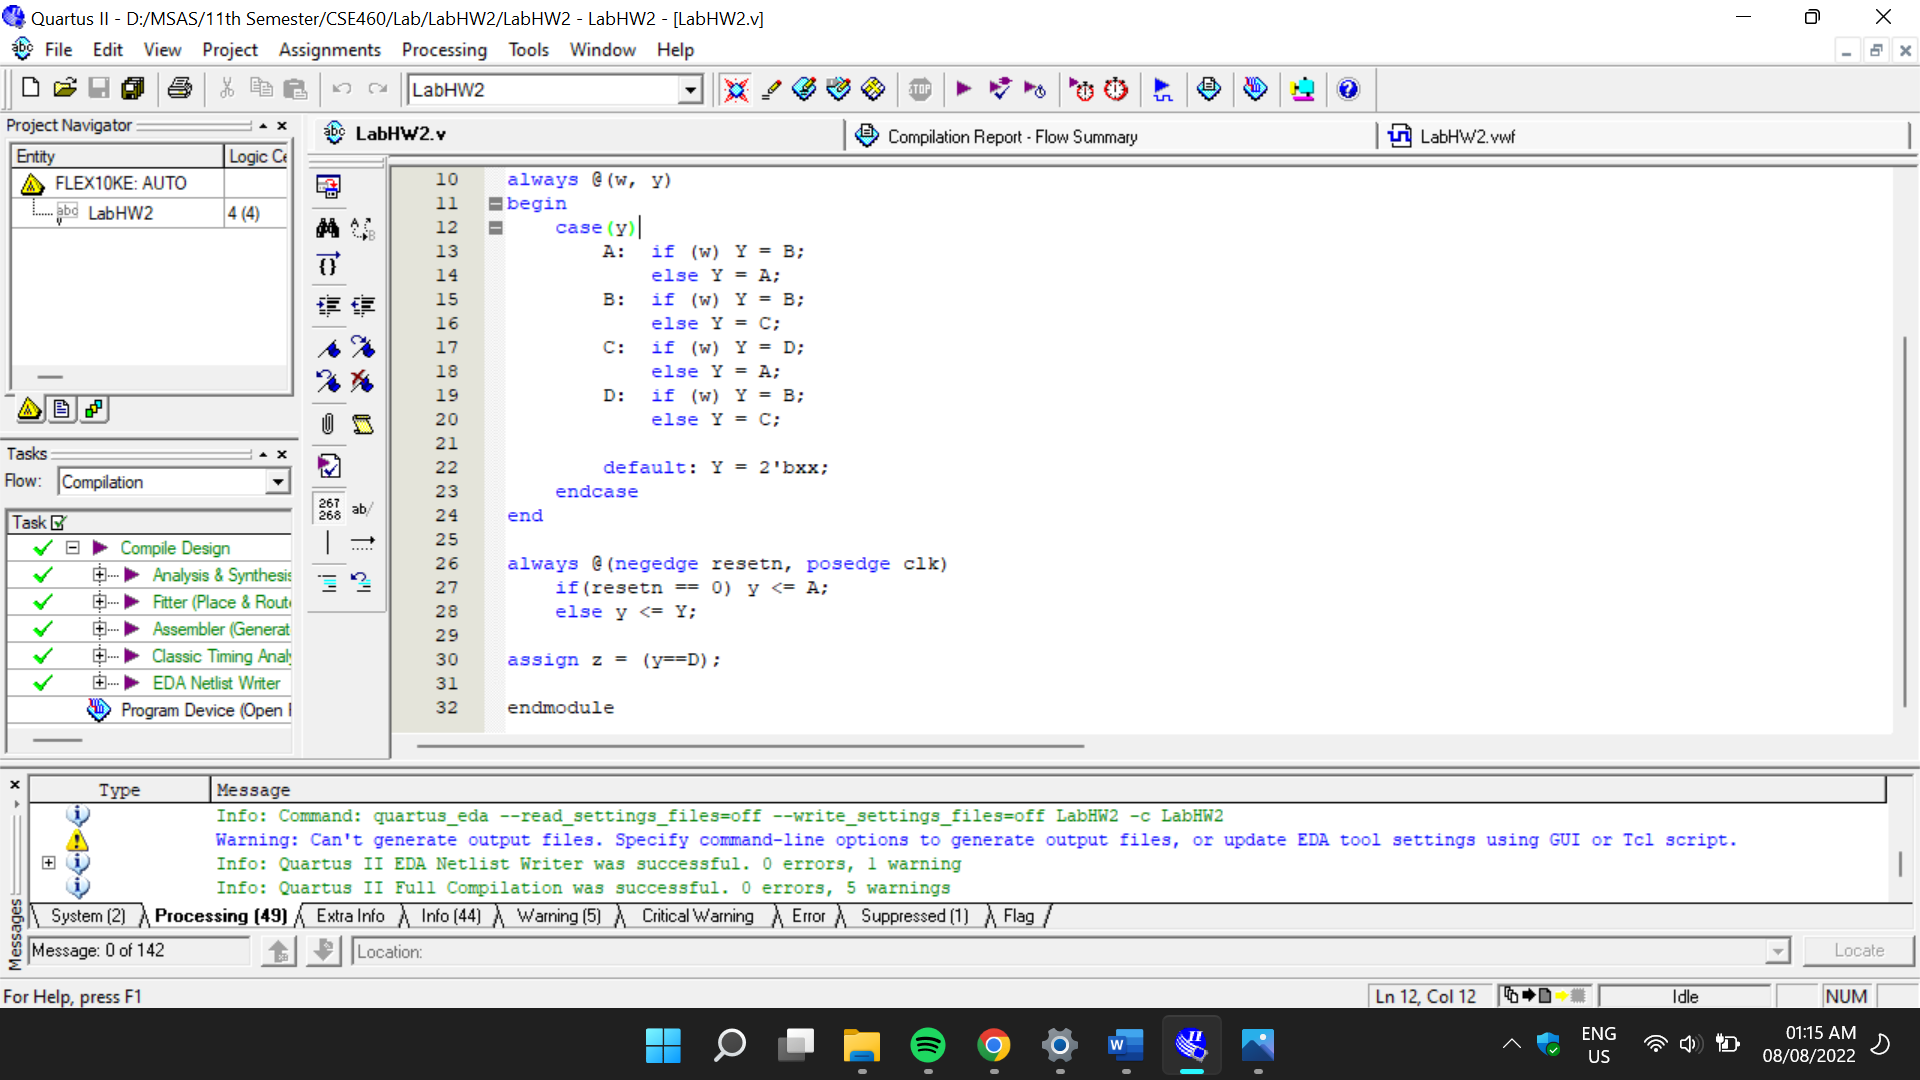 Quartus II - D:/MSAS/11th Semester/CSE460/Lab/LabHW2/LabHW2 - LabHW2 - [LabHW2.v]
File Edit View Project Assignments Processing Tools Window Help
LabHW2
STOP
Project Navigator
Entity Logic Ce
FLEX10KE: AUTO
abc LabHW2 4 (4)
Tasks
Flow: Compilation
Task
Compile Design
Analysis & Synthesis
Fitter (Place & Route
Assembler (Generat
Classic Timing Analy
EDA Netlist Writer
Program Device (Open
abc LabHW2.v
Compilation Report - Flow Summary
LabHW2.vwf
267
268 ab/
10 always @(w, y)
11 begin
12 case(y)
13 A: if (w) Y = B;
14 else Y = A;
15 B: if (w) Y = B;
16 else Y = C;
17 C: if (w) Y = D;
18 else Y = A;
19 D: if (w) Y = B;
20 else Y = C;
21
22 default: Y = 2'bxx;
23 endcase
24 end
25
26 always @(negedge resetn, posedge clk)
27 if(resetn == 0) y <= A;
28 else y <= Y;
29
30 assign z = (y==D);
31
32 endmodule
Type Message
Info: Command: quartus_eda --read_settings_files=off --write_settings_files=off LabHW2 -c LabHW2
Warning: Can't generate output files. Specify command-line options to generate output files, or update EDA tool settings using GUI or Tcl script.
Info: Quartus II EDA Netlist Writer was successful. 0 errors, 1 warning
Info: Quartus II Full Compilation was successful. 0 errors, 5 warnings
System (2) Processing (49) Extra Info Info (44) Warning (5) Critical Warning Error Suppressed (1) Flag
Messages
Message: 0 of 142 Location: Locate
For Help, press F1 Ln 12, Col 12 Idle NUM
ENG
US
01:15 AM
08/08/2022